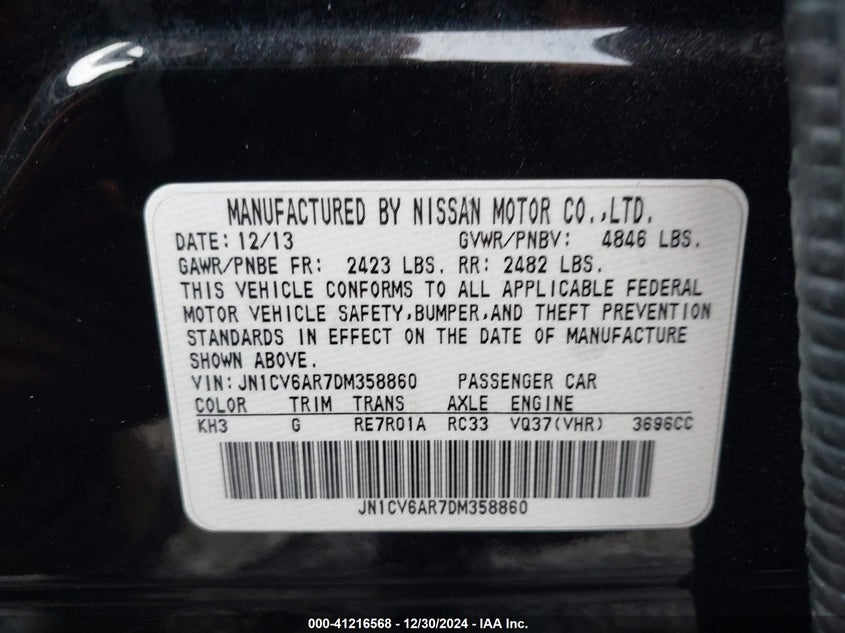 MANUFACTURED BY NISSAN MOTOR CO.,LTD.
DATE: 12/13 GVWR/PNBV: 4846 LBS.
GAWR/PNBE FR: 2423 LBS. RR: 2482 LBS.
THIS VEHICLE CONFORMS TO ALL APPLICABLE FEDERAL
MOTOR VEHICLE SAFETY,BUMPER,AND THEFT PREVENTION
STANDARDS IN EFFECT ON THE DATE OF MANUFACTURE
SHOWN ABOVE.
VIN: JN1CV6AR7DM358860 PASSENGER CAR
COLOR TRIM TRANS AXLE ENGINE
KH3 G RE7R01A RC33 VQ37(VHR) 3696CC
JN1CV6AR7DM358860
000-41216568 - 12/30/2024 - IAA Inc.